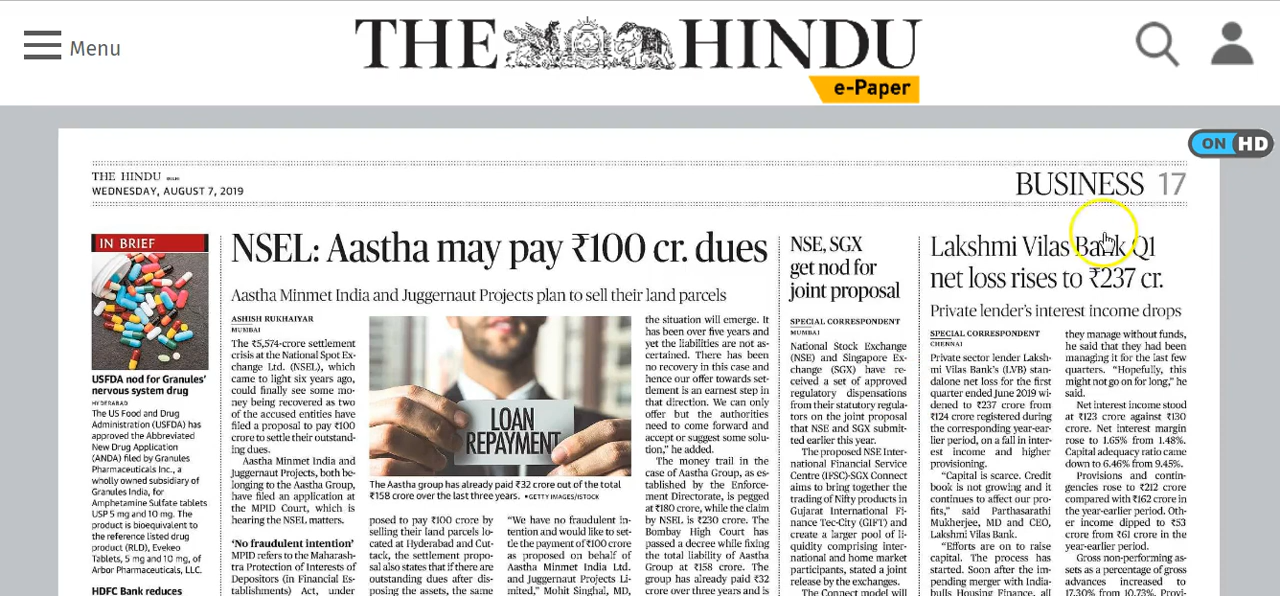 Menu
THE HINDU
e-Paper
ON HD
THE HINDU
WEDNESDAY, AUGUST 7, 2019
BUSINESS 17
IN BRIEF
USFDA nod for Granules'
nervous system drug
HYDERABAD
The US Food and Drug
Administration (USFDA) has
approved the Abbreviated
New Drug Application
(ANDA) filed by Granules
Pharmaceuticals Inc., a
wholly owned subsidiary of
Granules India, for
Amphetamine Sulfate tablets
USP 5 mg and 10 mg. The
product is bioequivalent to
the reference listed drug
product (RLD), Evekeo
Tablets, 5 mg and 10 mg, of
Arbor Pharmaceuticals, LLC.
HDFC Bank reduces
NSEL: Aastha may pay ₹100 cr. dues
Aastha Minmet India and Juggernaut Projects plan to sell their land parcels
ASHISH RUKHAIYAR
MUMBAI
The ₹5,574-crore settlement
crisis at the National Spot Ex-
change Ltd. (NSEL), which
came to light six years ago,
could finally see some mo-
ney being recovered as two
of the accused entities have
filed a proposal to pay ₹100
crore to settle their outstand-
ing dues.
Aastha Minmet India and
Juggernaut Projects, both be-
longing to the Aastha Group,
have filed an application at
the MPID Court, which is
hearing the NSEL matters.
'No fraudulent intention'
MPID refers to the Maharash-
tra Protection of Interests of
Depositors (in Financial Es-
tablishments) Act, under
LOAN
REPAYMENT
The Aastha group has already paid ₹32 crore out of the total
₹158 crore over the last three years. •GETTY IMAGES/ISTOCK
posed to pay ₹100 crore by
selling their land parcels lo-
cated at Hyderabad and Cut-
tack, the settlement propo-
sal also states that if there are
outstanding dues after dis-
posing the assets, the same
"We have no fraudulent in-
tention and would like to set-
tle the payment of ₹100 crore
as proposed on behalf of
Aastha Minmet India Ltd.
and Juggernaut Projects Li-
mited," Mohit Singhal, MD,
the situation will emerge. It
has been over five years and
yet the liabilities are not as-
certained. There has been
no recovery in this case and
hence our offer towards set-
tlement is an earnest step in
that direction. We can only
offer but the authorities
need to come forward and
accept or suggest some solu-
tion," he added.
The money trail in the
case of Aastha Group, as es-
tablished by the Enforce-
ment Directorate, is pegged
at ₹180 crore, while the claim
by NSEL is ₹230 crore. The
Bombay High Court has
passed a decree while fixing
the total liability of Aastha
Group at ₹158 crore. The
group has already paid ₹32
crore over three years and is
NSE, SGX
get nod for
joint proposal
SPECIAL CORRESPONDENT
MUMBAI
National Stock Exchange
(NSE) and Singapore Ex-
change (SGX) have re-
ceived a set of approved
regulatory dispensations
from their statutory regula-
tors on the joint proposal
that NSE and SGX submit-
ted earlier this year.
The proposed NSE Inter-
national Financial Service
Centre (IFSC)-SGX Connect
aims to bring together the
trading of Nifty products in
Gujarat International Fi-
nance Tec-City (GIFT) and
create a larger pool of li-
quidity comprising inter-
national and home market
participants, stated a joint
release by the exchanges.
The Connect model will
Lakshmi Vilas Bank Q1
net loss rises to ₹237 cr.
Private lender's interest income drops
SPECIAL CORRESPONDENT
CHENNAI
Private sector lender Laksh-
mi Vilas Bank's (LVB) stan-
dalone net loss for the first
quarter ended June 2019 wi-
dened to ₹237 crore from
₹124 crore registered during
the corresponding year-ear-
lier period, on a fall in inter-
est income and higher
provisioning.
"Capital is scarce. Credit
book is not growing and it
continues to affect our pro-
fits," said Parthasarathi
Mukherjee, MD and CEO,
Lakshmi Vilas Bank.
"Efforts are on to raise
capital. The process has
started. Soon after the im-
pending merger with India-
bulls Housing Finance, all
they manage without funds,
he said that they had been
managing it for the last few
quarters. "Hopefully, this
might not go on for long," he
said.
Net interest income stood
at ₹123 crore against ₹130
crore. Net interest margin
rose to 1.65% from 1.48%.
Capital adequacy ratio came
down to 6.46% from 9.45%.
Provisions and contin-
gencies rose to ₹212 crore
compared with ₹162 crore in
the year-earlier period. Oth-
er income dipped to ₹53
crore from ₹61 crore in the
year-earlier period.
Gross non-performing as-
sets as a percentage of gross
advances increased to
17.30% from 10.73%. Provi-